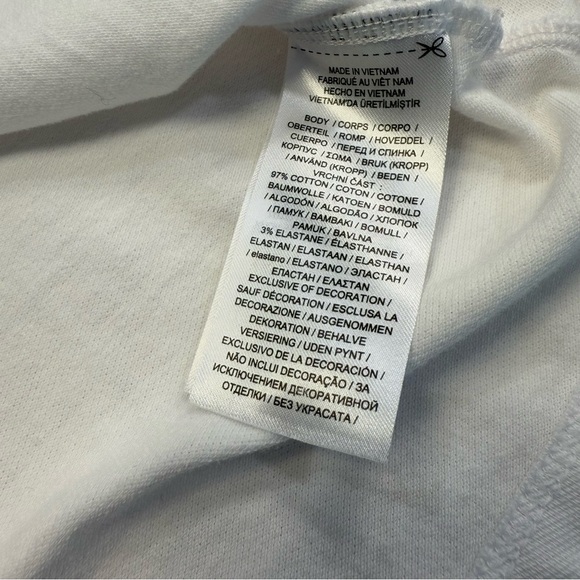 MADE IN VIETNAM
FABRIQUÉ AU VIÊT NAM
HECHO EN VIETNAM
VIETNAM'DA ÜRETİLMİŞTİR
BODY / CORPS / CORPO /
OBERTEIL / ROMP / HOVEDDEL /
CUERPO / ПЕРЕД И СПИНКА /
КОРПУС / ΣΩΜΑ / BRUK (KROPP)
/ ANVÄND (KROPP) / BEDEN /
VRCHNÍ ČÁST :
97% COTTON / COTON / COTONE /
BAUMWOLLE / KATOEN / BOMULD
/ ALGODÓN / ALGODÃO / ХЛОПОК
/ ПАМУК / ΒΑΜΒΑΚΙ / BOMULL /
PAMUK / BAVLNA
3% ELASTANE / ÉLASTHANNE /
ELASTAN / ELASTAAN / ELASTHAN
/ elastano / ELASTANO / ЭЛАСТАН /
ЕЛАСТАН / ΕΛΑΣΤΑΝ
EXCLUSIVE OF DECORATION /
SAUF DÉCORATION / ESCLUSA LA
DECORAZIONE / AUSGENOMMEN
DEKORATION / BEHALVE
VERSIERING / UDEN PYNT /
EXCLUSIVO DE LA DECORACIÓN /
NÃO INCLUI DECORAÇÃO / ЗА
ИСКЛЮЧЕНИЕМ ДЕКОРАТИВНОЙ
ОТДЕЛКИ / БЕЗ УКРАСАТА /